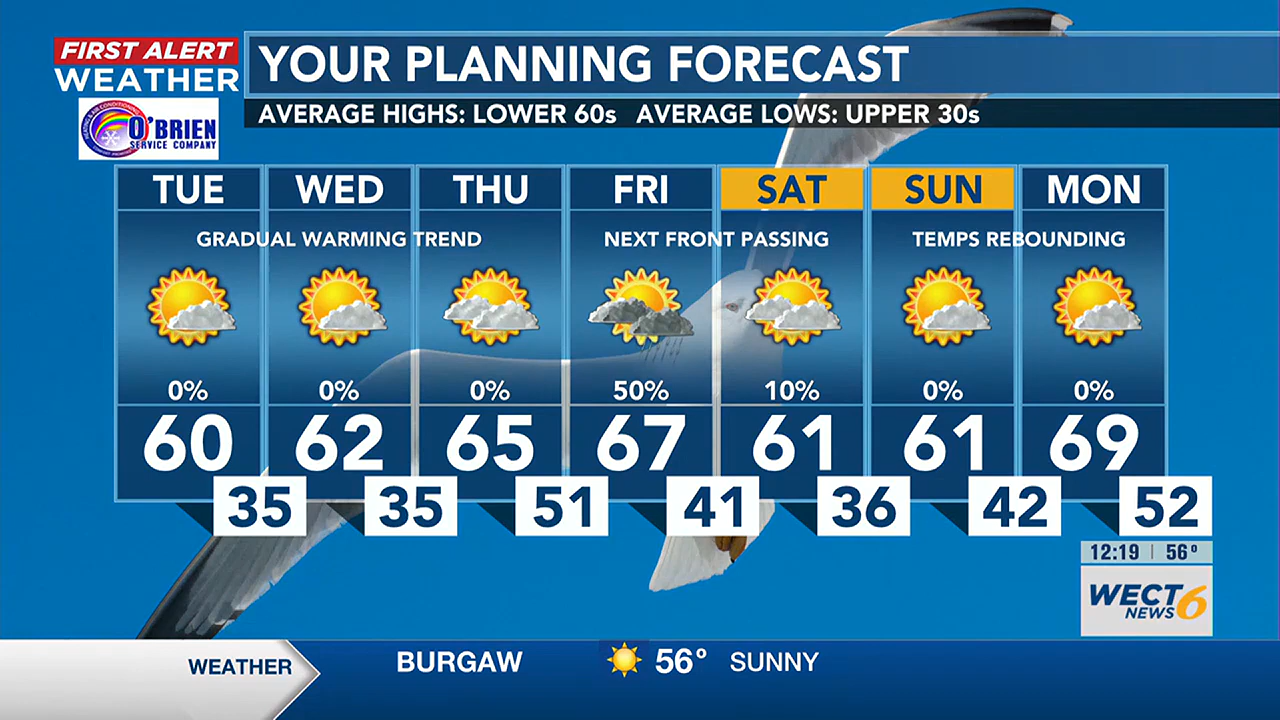 FIRST ALERT
WEATHER
YOUR PLANNING FORECAST
AVERAGE HIGHS: LOWER 60s AVERAGE LOWS: UPPER 30s
O'BRIEN
SERVICE COMPANY
TUE WED THU FRI SAT SUN MON
GRADUAL WARMING TREND NEXT FRONT PASSING TEMPS REBOUNDING
0% 0% 0% 50% 10% 0% 0%
60 62 65 67 61 61 69
35 35 51 41 36 42 52
12:19 56°
WECT 6
NEWS
WEATHER BURGAW 56° SUNNY